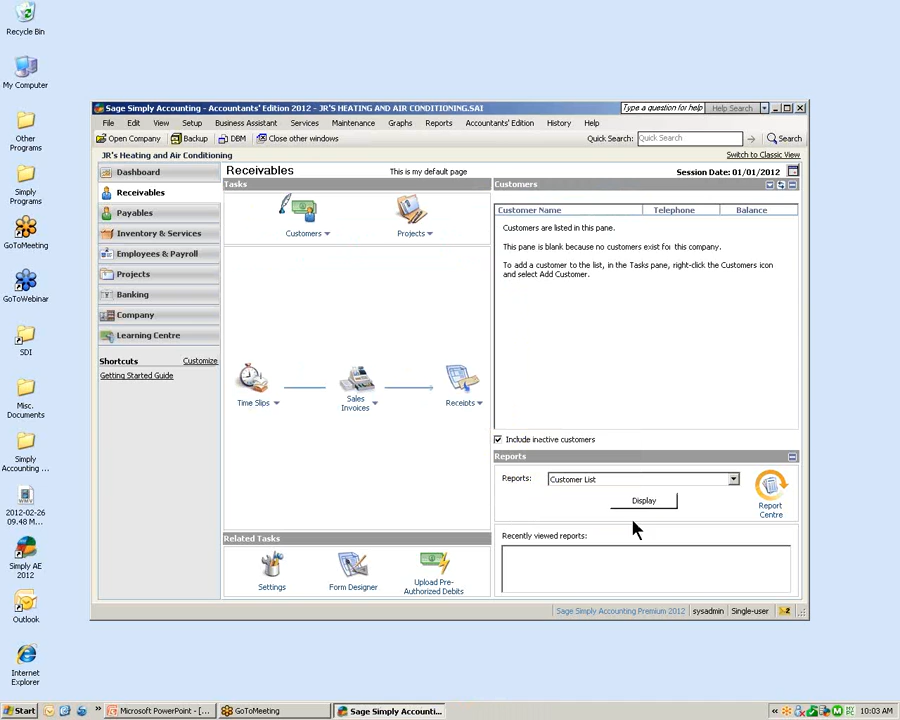 Recycle Bin
My Computer
Other
Programs
Simply
Programs
GoToMeeting
GoToWebinar
SDI
Misc.
Documents
Simply
Accounting ...
WMV
2012-02-26
09.48 M...
Simply AE
2012
Outlook
Internet
Explorer
Sage Simply Accounting - Accountants' Edition 2012 - JR'S HEATING AND AIR CONDITIONING.SAI
Type a question for help
Help Search
File Edit View Setup Business Assistant Services Maintenance Graphs Reports Accountants' Edition History Help
Open Company Backup DBM Close other windows
Quick Search: Quick Search Search
JR's Heating and Air Conditioning
Switch to Classic View
Dashboard
Receivables
Payables
Inventory & Services
Employees & Payroll
Projects
Banking
Company
Learning Centre
Shortcuts Customize
Getting Started Guide
Receivables This is my default page Session Date: 01/01/2012
Tasks
Customers
Projects
Time Slips
Sales
Invoices
Receipts
Related Tasks
Settings
Form Designer
Upload Pre-
Authorized Debits
Customers
Customer Name Telephone Balance
Customers are listed in this pane.
This pane is blank because no customers exist for this company.
To add a customer to the list, in the Tasks pane, right-click the Customers icon
and select Add Customer.
Include inactive customers
Reports
Reports: Customer List
Display
Report
Centre
Recently viewed reports:
Sage Simply Accounting Premium 2012 sysadmin Single-user 2
Start » Microsoft PowerPoint - [... GoToMeeting Sage Simply Accounti... « 10:03 AM